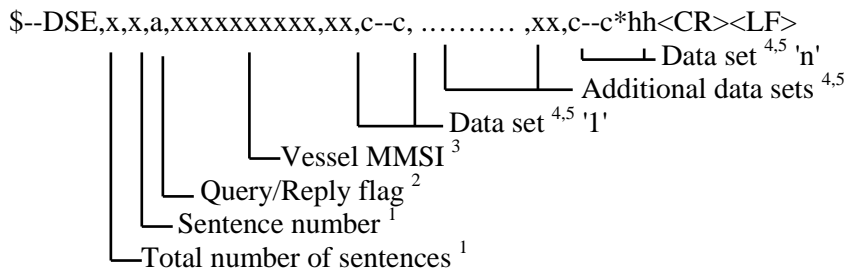 $--DSE,x,x,a,xxxxxxxxxx,xx,c--c, .......... ,xx,c--c*hh<CR><LF>
Data set 4,5 'n'
Additional data sets 4,5
Data set 4,5 '1'
Vessel MMSI 3
Query/Reply flag 2
Sentence number 1
Total number of sentences 1